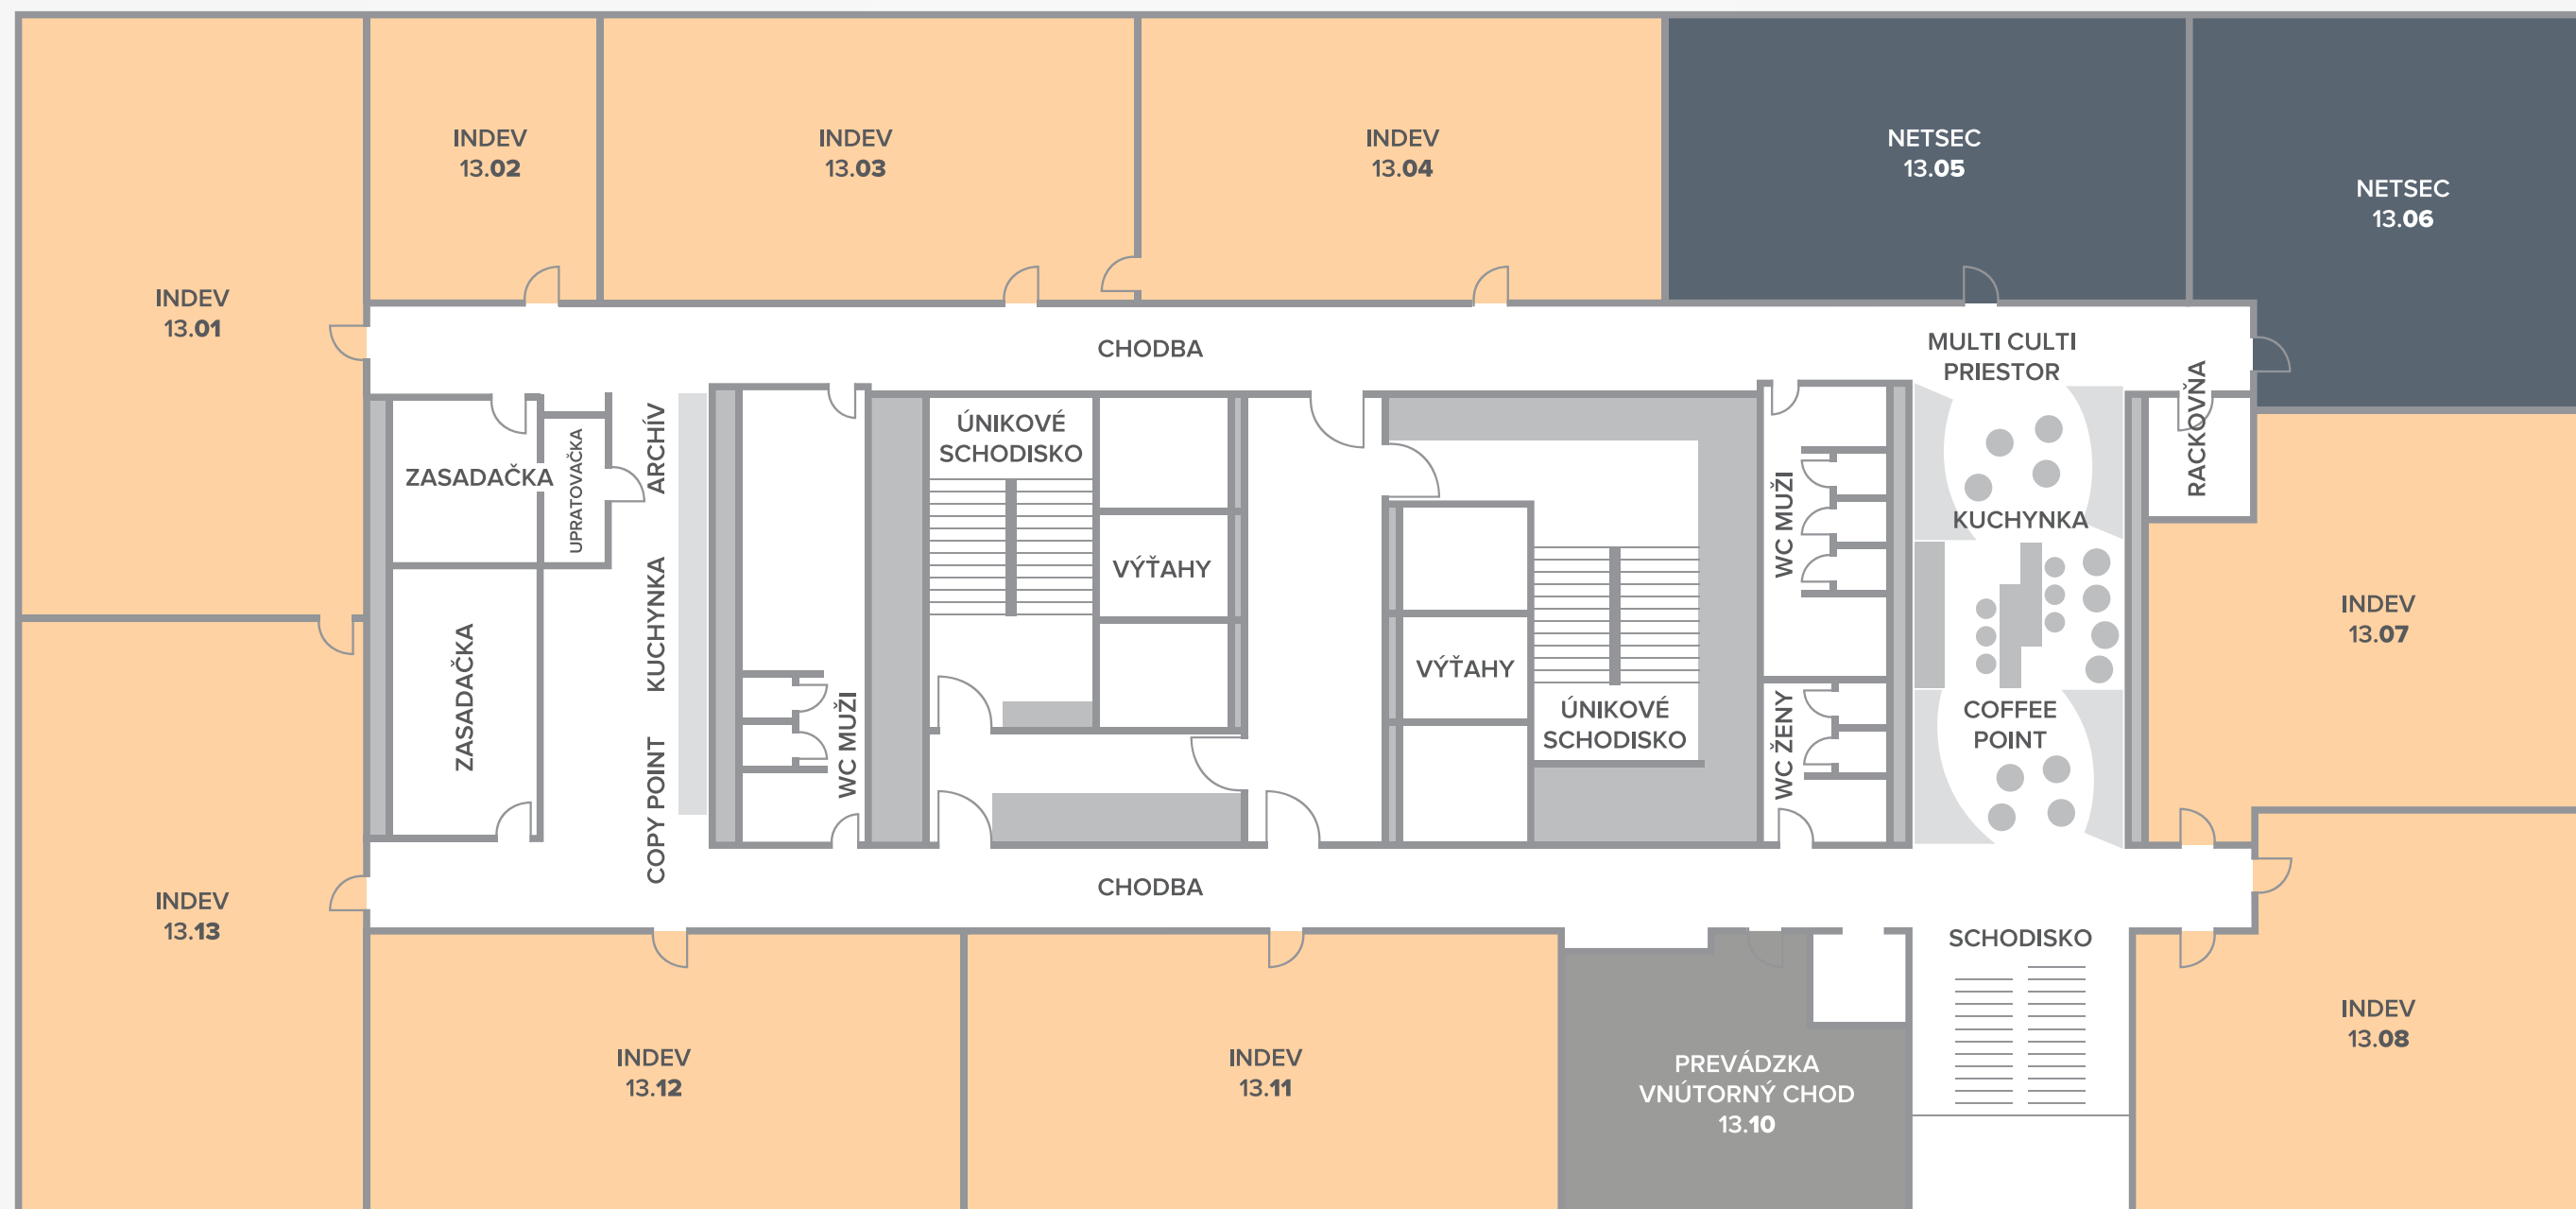 INDEV
13.01
INDEV
13.02
INDEV
13.03
INDEV
13.04
NETSEC
13.05
NETSEC
13.06
CHODBA
MULTI CULTI
PRIESTOR
RACKOVŇA
ZASADAČKA
UPRATOVAČKA
ARCHÍV
ÚNIKOVÉ
SCHODISKO
VÝŤAHY
WC MUŽI
KUCHYNKA
INDEV
13.07
ZASADAČKA
KUCHYNKA
COPY POINT
WC MUŽI
VÝŤAHY
ÚNIKOVÉ
SCHODISKO
WC ŽENY
COFFEE
POINT
CHODBA
SCHODISKO
INDEV
13.13
INDEV
13.12
INDEV
13.11
PREVÁDZKA
VNÚTORNÝ CHOD
13.10
INDEV
13.08